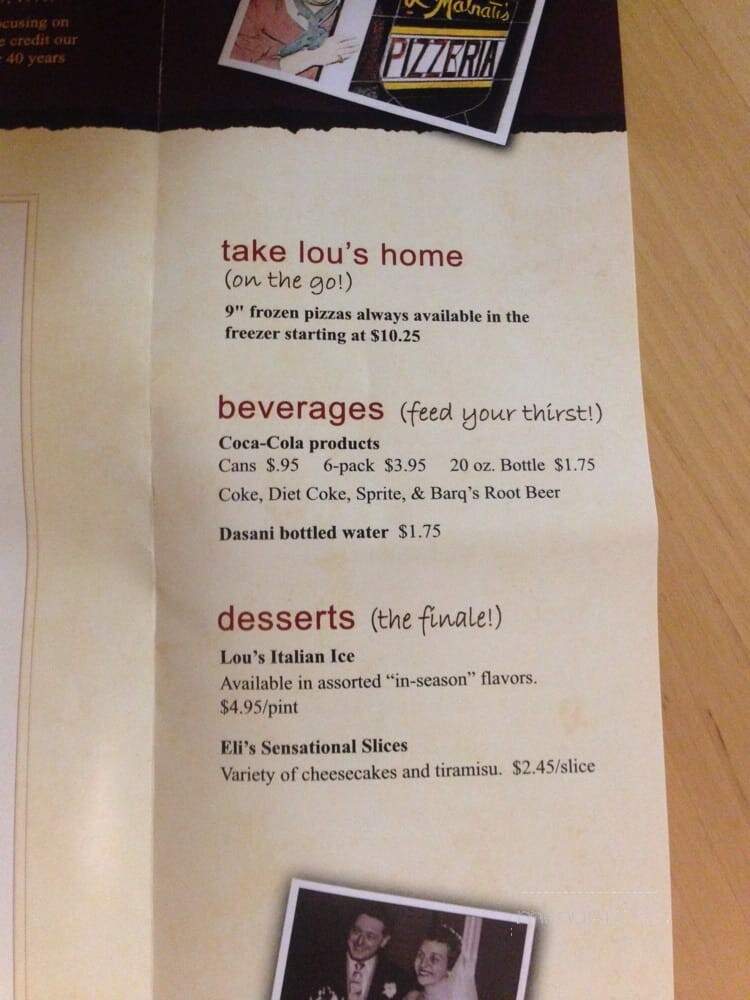 ocusing on
e credit our
40 years
Malnati's
PIZZERIA
take lou's home
(on the go!)
9" frozen pizzas always available in the
freezer starting at $10.25
beverages (feed your thirst!)
Coca-Cola products
Cans $.95 6-pack $3.95 20 oz. Bottle $1.75
Coke, Diet Coke, Sprite, & Barq's Root Beer
Dasani bottled water $1.75
desserts (the finale!)
Lou's Italian Ice
Available in assorted “in-season” flavors.
$4.95/pint
Eli's Sensational Slices
Variety of cheesecakes and tiramisu. $2.45/slice